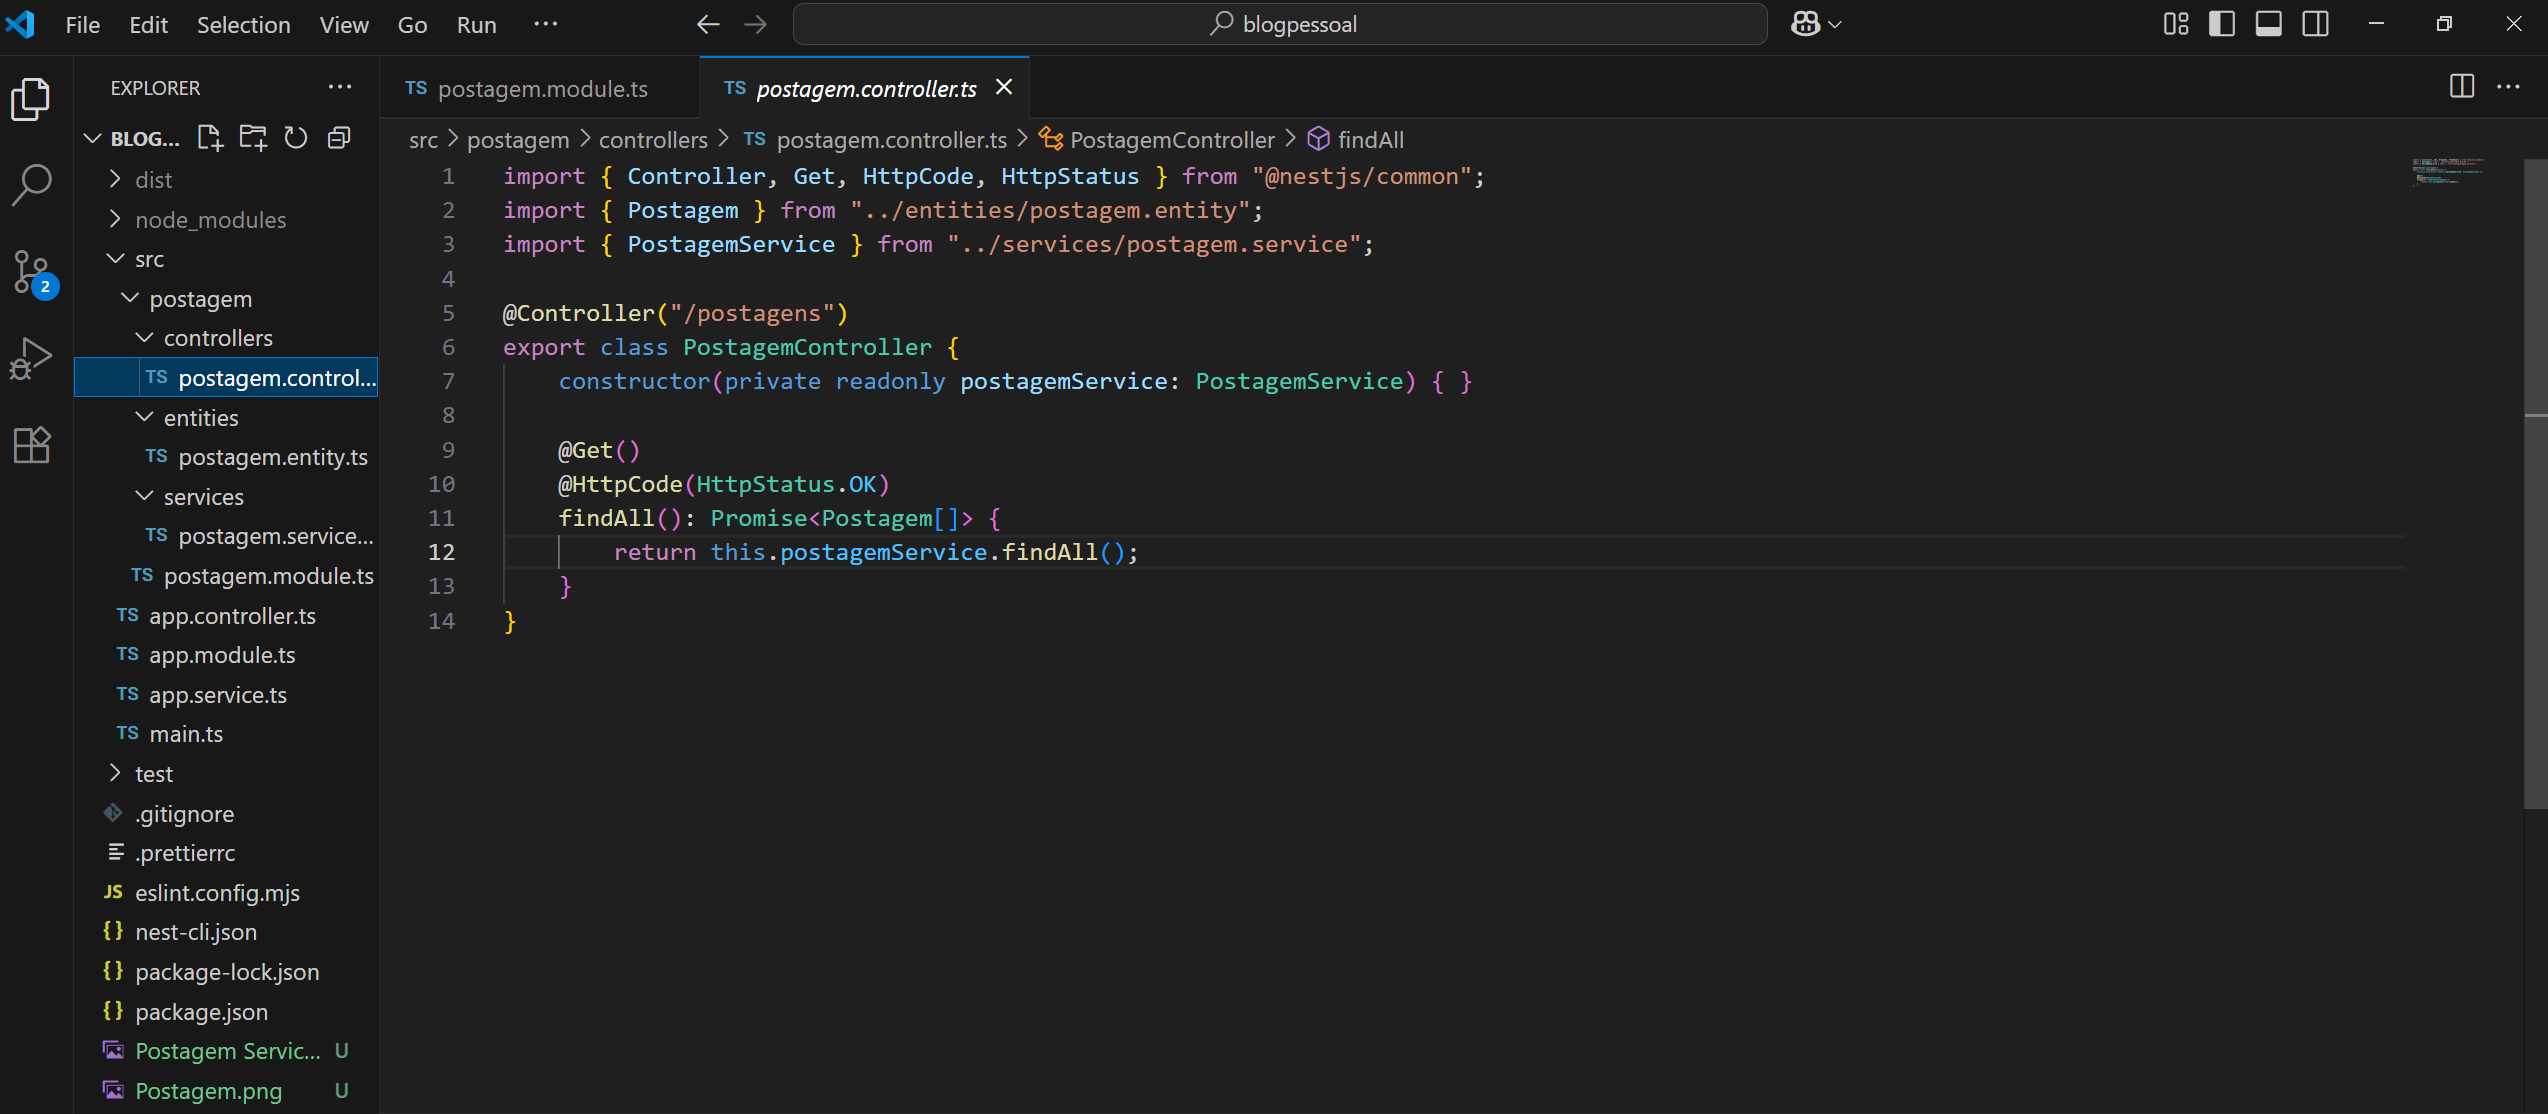 File Edit Selection View Go Run ··· blogpessoal
EXPLORER ···
BLOG...
dist
node_modules
src
postagem
controllers
TS postagem.control...
entities
TS postagem.entity.ts
services
TS postagem.service...
TS postagem.module.ts
TS app.controller.ts
TS app.module.ts
TS app.service.ts
TS main.ts
test
.gitignore
.prettierrc
JS eslint.config.mjs
{} nest-cli.json
{} package-lock.json
{} package.json
Postagem Servic... U
Postagem.png U
2
TS postagem.module.ts TS postagem.controller.ts
src > postagem > controllers > TS postagem.controller.ts > PostagemController > findAll
1 import { Controller, Get, HttpCode, HttpStatus } from "@nestjs/common";
2 import { Postagem } from "../entities/postagem.entity";
3 import { PostagemService } from "../services/postagem.service";
4
5 @Controller("/postagens")
6 export class PostagemController {
7     constructor(private readonly postagemService: PostagemService) { }
8
9     @Get()
10     @HttpCode(HttpStatus.OK)
11     findAll(): Promise<Postagem[]> {
12         return this.postagemService.findAll();
13     }
14 }